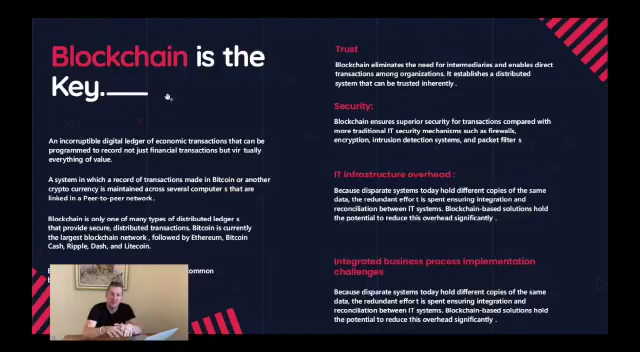 Blockchain is the
Key.
An incorruptible digital ledger of economic transactions that can be
programmed to record not just financial transactions but vir tually
everything of value.
A system in which a record of transactions made in Bitcoin or another
crypto currency is maintained across several computer s that are
linked in a Peer-to-peer network .
Blockchain is only one of many types of distributed ledger s
that provide secure, distributed transactions. Bitcoin is currently
the largest blockchain network , followed by Ethereum, Bitcoin
Cash, Ripple, Dash, and Litecoin.
Trust
Blockchain eliminates the need for intermediaries and enables direct
transactions among organizations. It establishes a distributed
system that can be trusted inherently .
Security:
Blockchain ensures superior security for transactions compared with
more traditional IT security mechanisms such as firewalls,
encryption, intrusion detection systems, and packet filter s
IT infrastructure overhead :
Because disparate systems today hold different copies of the same
data, the redundant effor t is spent ensuring integration and
reconciliation between IT systems. Blockchain-based solutions hold
the potential to reduce this overhead significantly .
Integrated business process implementation
challenges
Because disparate systems today hold different copies of the same
data, the redundant effor t is spent ensuring integration and
reconciliation between IT systems. Blockchain-based solutions hold
the potential to reduce this overhead significantly .